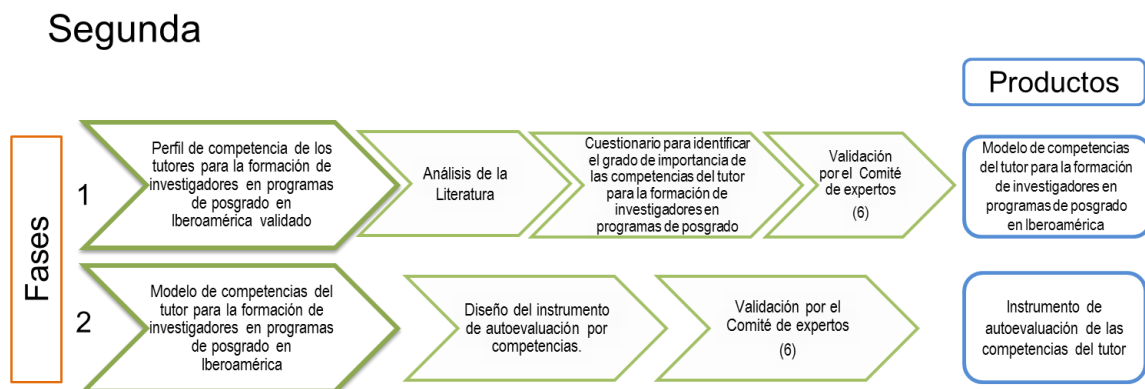 Segunda
Productos
Fases
1
Perfil de competencia de los
tutores para la formación de
investigadores en programas
de posgrado en
Iberoamérica validado
Análisis de la
Literatura
Cuestionario para identificar
el grado de importancia de
las competencias del tutor
para la formación de
investigadores en
programas de posgrado
Validación
por el Comité
de expertos
(6)
Modelo de competencias
del tutor para la formación
de investigadores en
programas de posgrado
en Iberoamérica
2
Modelo de competencias del
tutor para la formación de
investigadores en programas
de posgrado en
Iberoamérica
Diseño del instrumento
de autoevaluación por
competencias.
Validación por el
Comité de expertos
(6)
Instrumento de
autoevaluación de las
competencias del tutor